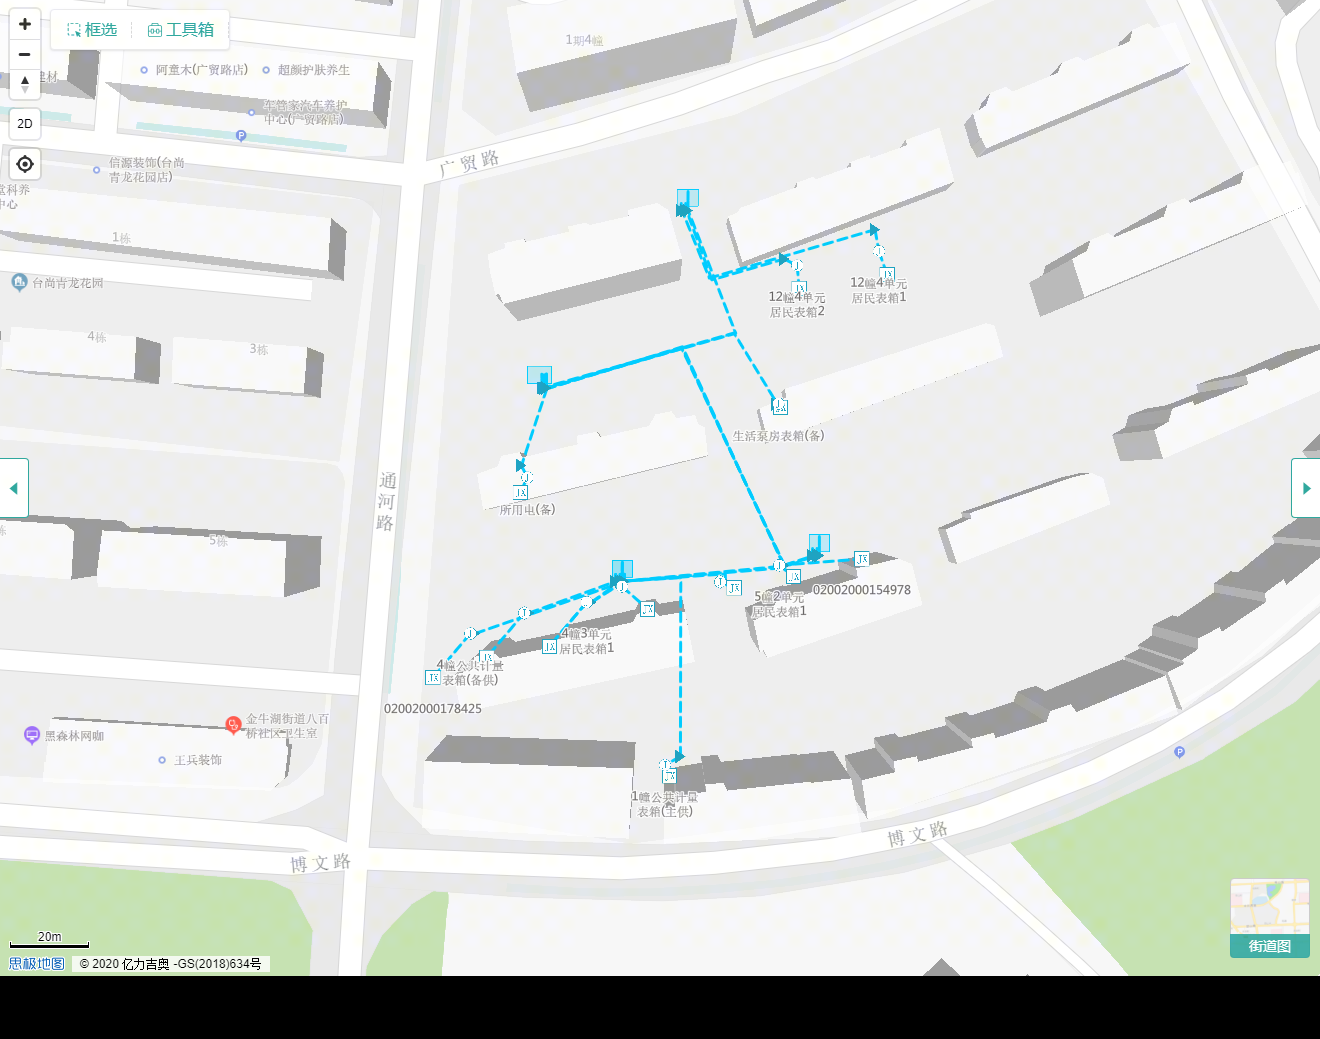 框选
工具箱
2D
建材
1期4幢
阿童木(广贸路店)
超颜护肤养生
车管家汽车养护
中心(广贸路店)
P
广贸路
信源装饰(台尚
青龙花园店)
堂科养
中心
1栋
台尚青龙花园
4栋
3栋
12幢4单元
居民表箱2
12幢4单元
居民表箱1
J
JX
生活泵房表箱(备)
通河路
所用屯(备)
5栋
栋
5幢2单元
居民表箱1
02002000154978
4幢3单元
居民表箱1
4幢公共计量
表箱(备供)
02002000178425
金牛湖街道八百
桥社区卫生室
黑森林网咖
王兵装饰
1幢公共计量
表箱(主供)
P
博文路
博文路
20m
思极地图
© 2020 亿力吉奥 -GS(2018)634号
街道图